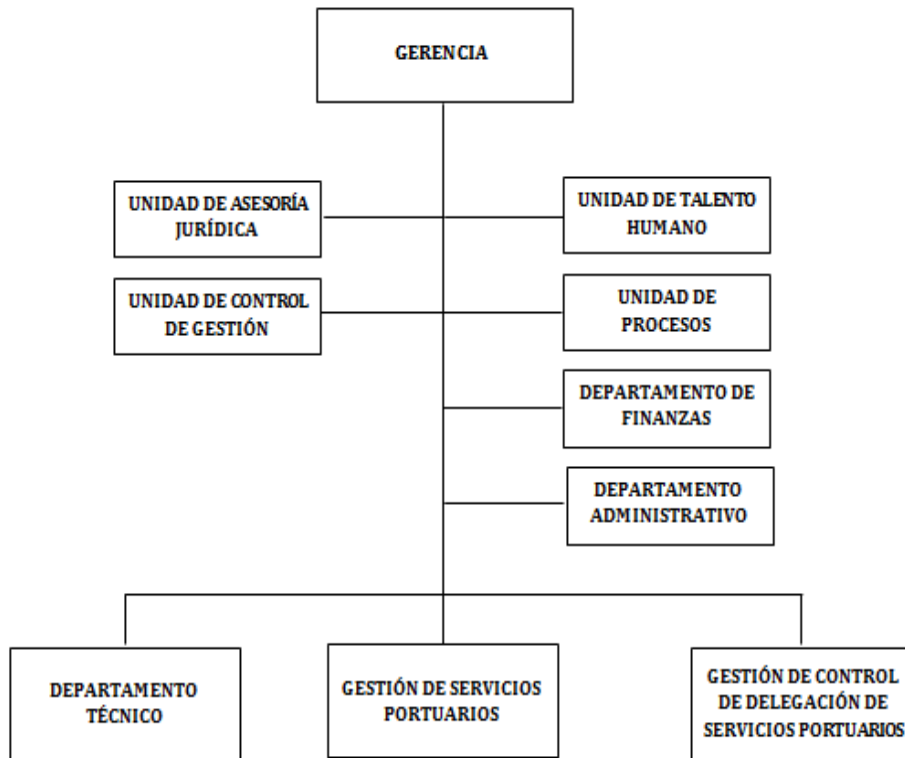 GERENCIA
UNIDAD DE ASESORÍA
JURÍDICA
UNIDAD DE TALENTO
HUMANO
UNIDAD DE CONTROL
DE GESTIÓN
UNIDAD DE
PROCESOS
DEPARTAMENTO DE
FINANZAS
DEPARTAMENTO
ADMINISTRATIVO
DEPARTAMENTO
TÉCNICO
GESTIÓN DE SERVICIOS
PORTUARIOS
GESTIÓN DE CONTROL
DE DELEGACIÓN DE
SERVICIOS PORTUARIOS